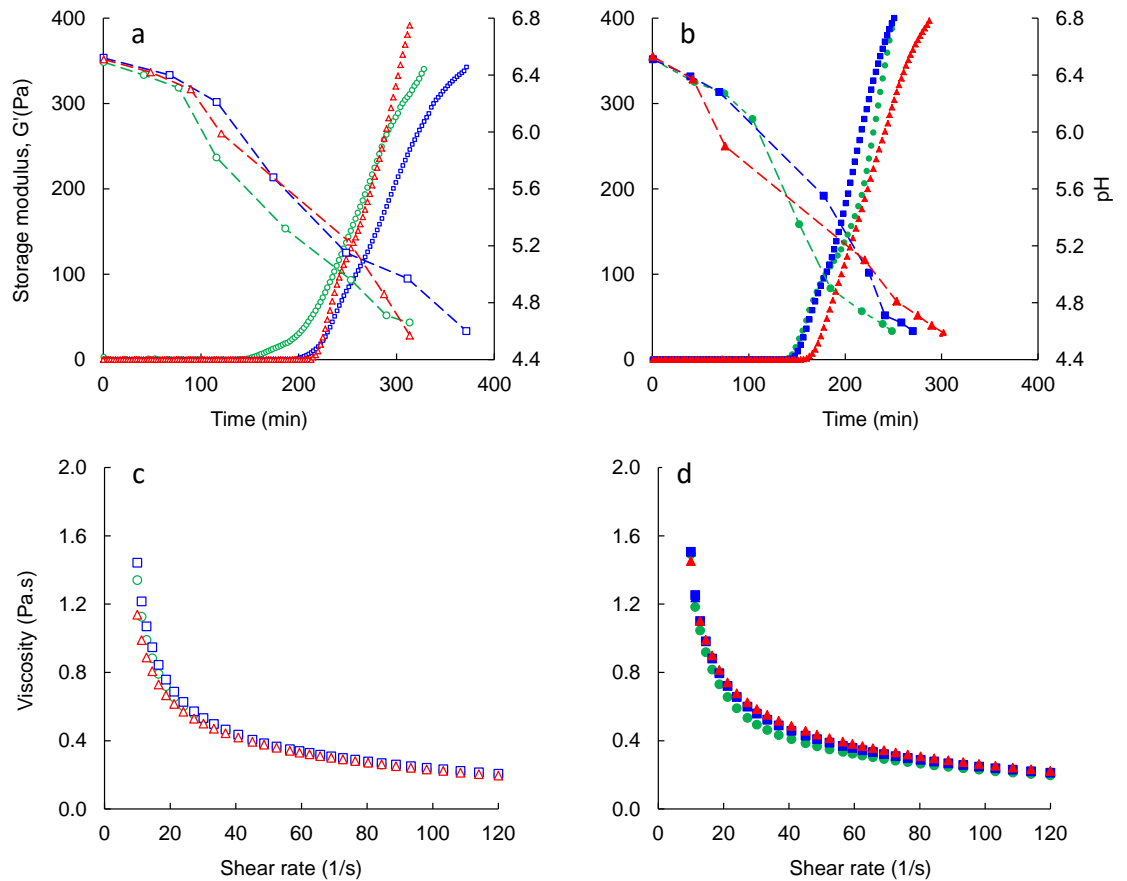 a
400
300
200
100
0
Storage modulus, G'(Pa)
6.8
6.4
6.0
5.6
5.2
4.8
4.4
0 100 200 300 400
Time (min)
b
400
300
200
100
0
6.8
6.4
6.0
5.6
5.2
4.8
4.4
pH
0 100 200 300 400
Time (min)
c
2.0
1.6
1.2
0.8
0.4
0.0
Viscosity (Pa.s)
0 20 40 60 80 100 120
Shear rate (1/s)
d
2.0
1.6
1.2
0.8
0.4
0.0
0 20 40 60 80 100 120
Shear rate (1/s)